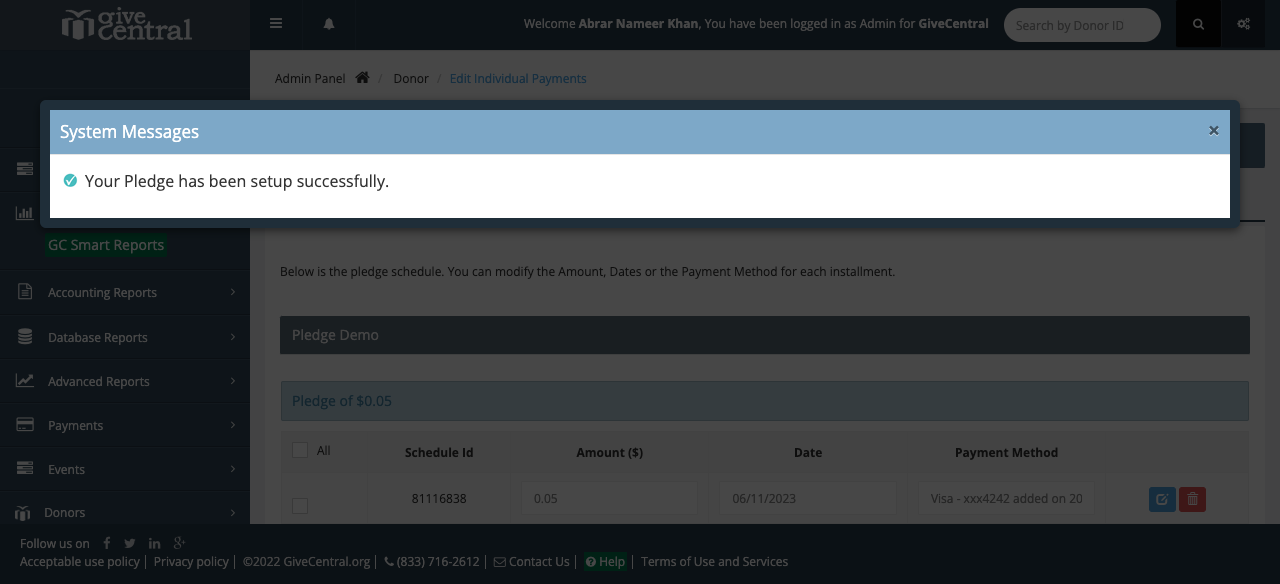 give central
Welcome Abrar Nameer Khan, You have been logged in as Admin for GiveCentral
Search by Donor ID
Admin Panel / Donor / Edit Individual Payments
System Messages
×
Your Pledge has been setup successfully.
GC Smart Reports
Accounting Reports
Database Reports
Advanced Reports
Payments
Events
Donors
Below is the pledge schedule. You can modify the Amount, Dates or the Payment Method for each installment.
Pledge Demo
Pledge of $0.05
All Schedule Id Amount ($) Date Payment Method
81116838 0.05 06/11/2023 Visa - xxx4242 added on 20
Follow us on
Acceptable use policy | Privacy policy | ©2022 GiveCentral.org | (833) 716-2612 | Contact Us | Help | Terms of Use and Services